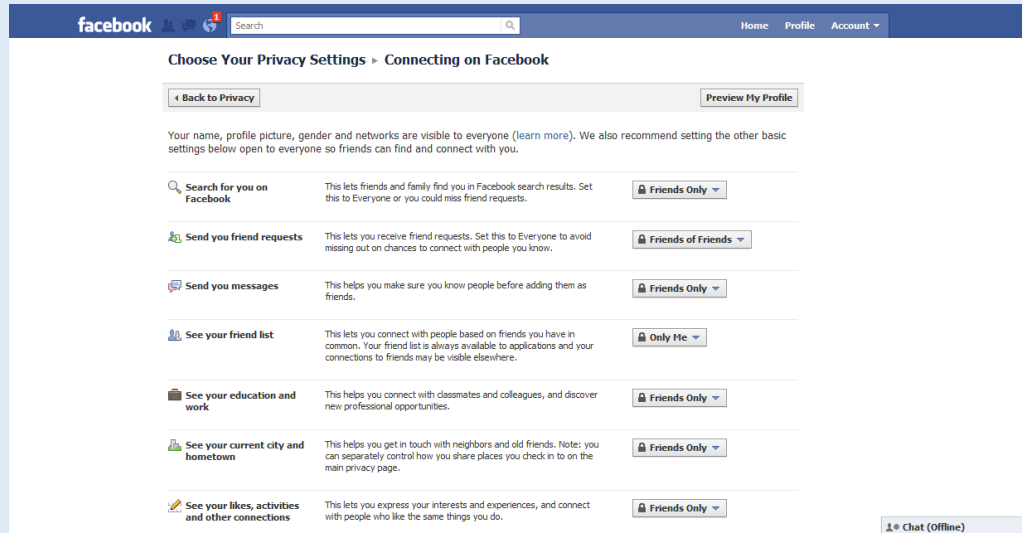 facebook
1
Search
Home Profile Account
Choose Your Privacy Settings ▸ Connecting on Facebook
Back to Privacy
Preview My Profile
Your name, profile picture, gender and networks are visible to everyone (learn more). We also recommend setting the other basic
settings below open to everyone so friends can find and connect with you.
Search for you on
Facebook
This lets friends and family find you in Facebook search results. Set
this to Everyone or you could miss friend requests.
Friends Only
Send you friend requests
This lets you receive friend requests. Set this to Everyone to avoid
missing out on chances to connect with people you know.
Friends of Friends
Send you messages
This helps you make sure you know people before adding them as
friends.
Friends Only
See your friend list
This lets you connect with people based on friends you have in
common. Your friend list is always available to applications and your
connections to friends may be visible elsewhere.
Only Me
See your education and
work
This helps you connect with classmates and colleagues, and discover
new professional opportunities.
Friends Only
See your current city and
hometown
This helps you get in touch with neighbors and old friends. Note: you
can separately control how you share places you check in to on the
main privacy page.
Friends Only
See your likes, activities
and other connections
This lets you express your interests and experiences, and connect
with people who like the same things you do.
Friends Only
Chat (Offline)